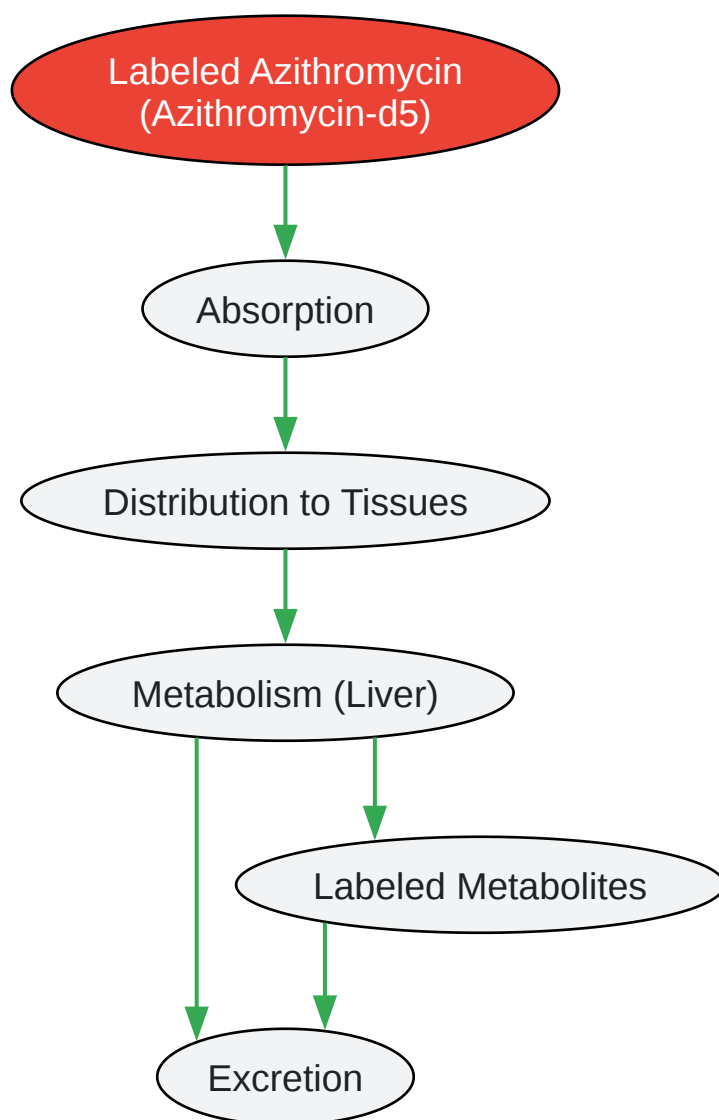 Labeled Azithromycin
(Azithromycin-d5)
Absorption
Distribution to Tissues
Metabolism (Liver)
Labeled Metabolites
Excretion